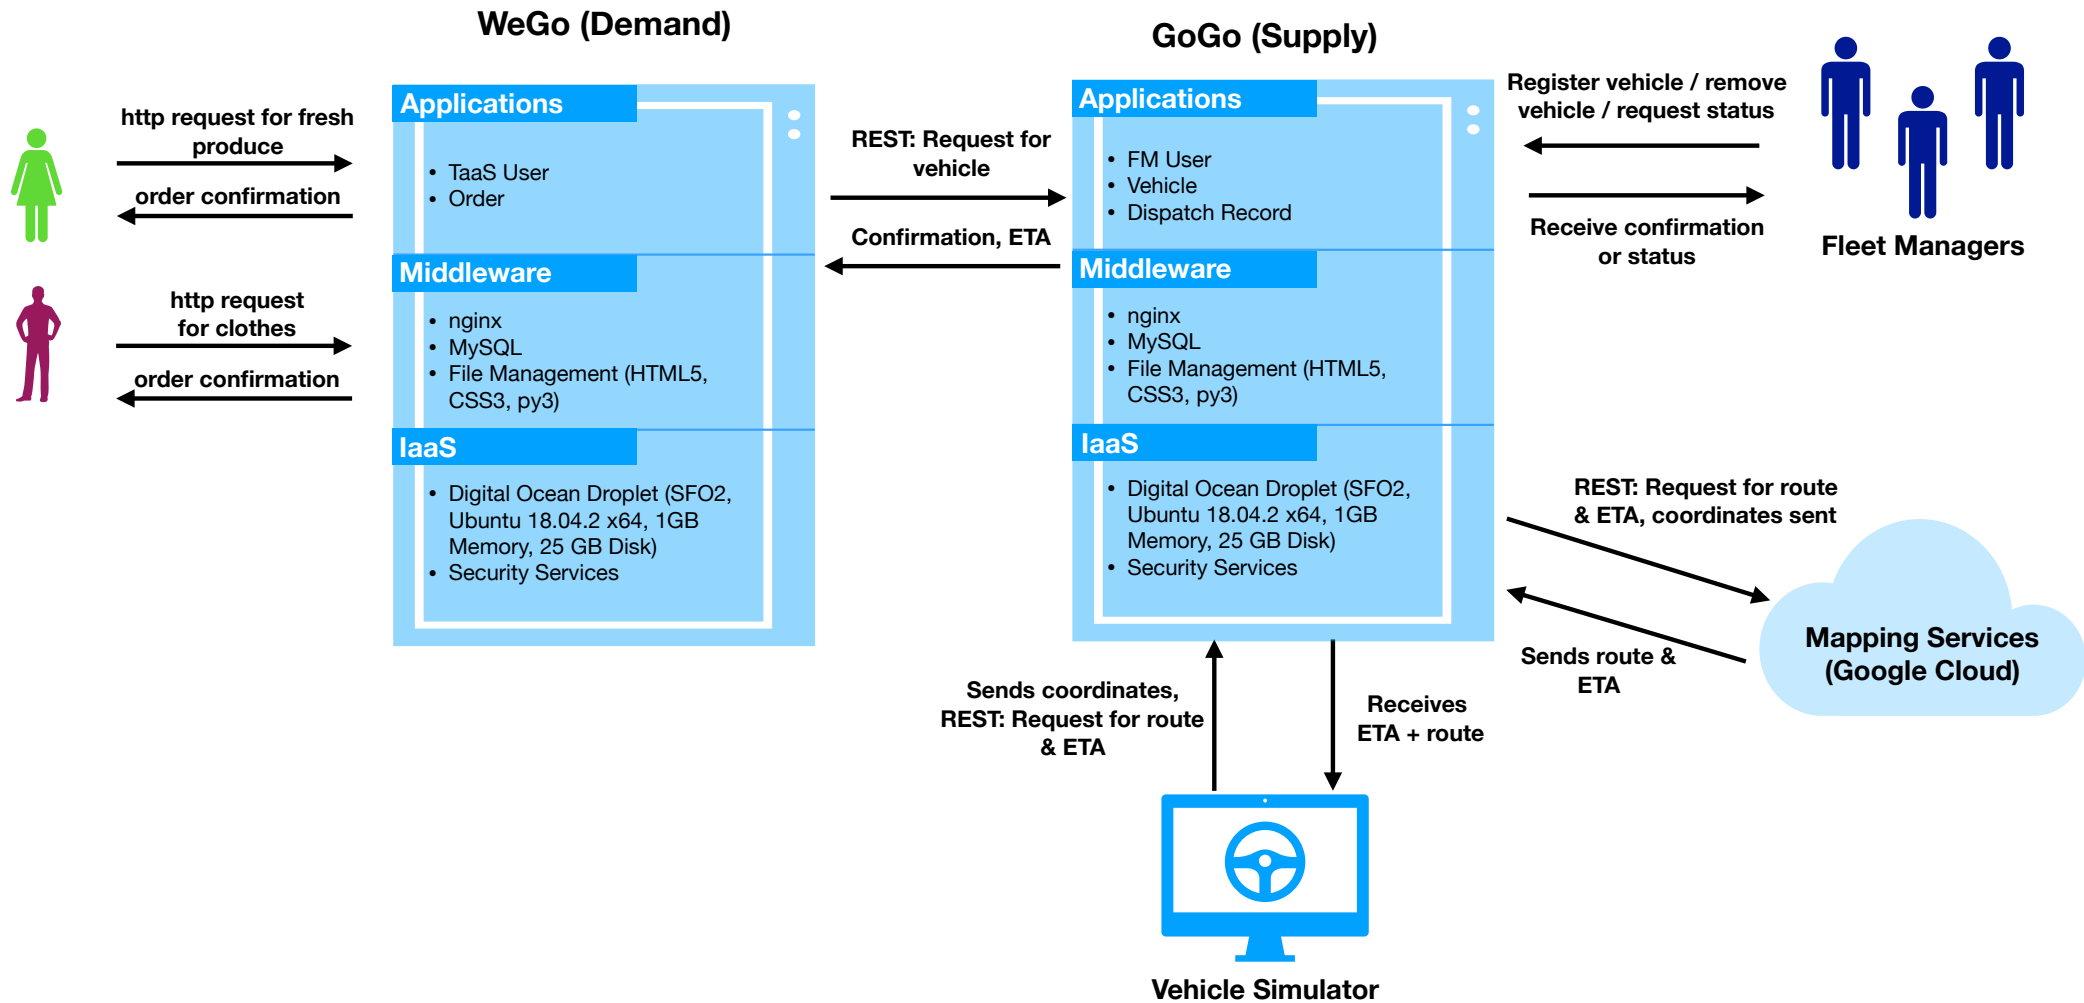 WeGo (Demand)
GoGo (Supply)
http request for fresh
produce
order confirmation
http request
for clothes
order confirmation
Applications
• TaaS User
• Order
Middleware
• nginx
• MySQL
• File Management (HTML5,
CSS3, py3)
IaaS
• Digital Ocean Droplet (SFO2,
Ubuntu 18.04.2 x64, 1GB
Memory, 25 GB Disk)
• Security Services
REST: Request for
vehicle
Confirmation, ETA
Applications
• FM User
• Vehicle
• Dispatch Record
Middleware
• nginx
• MySQL
• File Management (HTML5,
CSS3, py3)
IaaS
• Digital Ocean Droplet (SFO2,
Ubuntu 18.04.2 x64, 1GB
Memory, 25 GB Disk)
• Security Services
Register vehicle / remove
vehicle / request status
Receive confirmation
or status
Fleet Managers
REST: Request for route
& ETA, coordinates sent
Sends route &
ETA
Mapping Services
(Google Cloud)
Sends coordinates,
REST: Request for route
& ETA
Receives
ETA + route
Vehicle Simulator